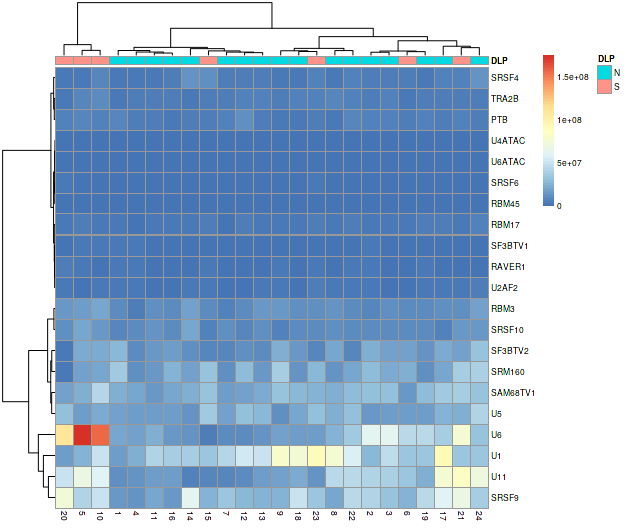 DLP
SRSF4
TRA2B
PTB
U4ATAC
U6ATAC
SRSF6
RBM45
RBM17
SF3BTV1
RAVER1
U2AF2
RBM3
SRSF10
SF3BTV2
SRM160
SAM68TV1
U5
U6
U1
U11
SRSF9
20 5 10 1 4 11 16 14 15 7 12 13 9 18 23 8 22 2 3 6 19 17 21 24
1.5e+08
1e+08
5e+07
0
DLP
N
S